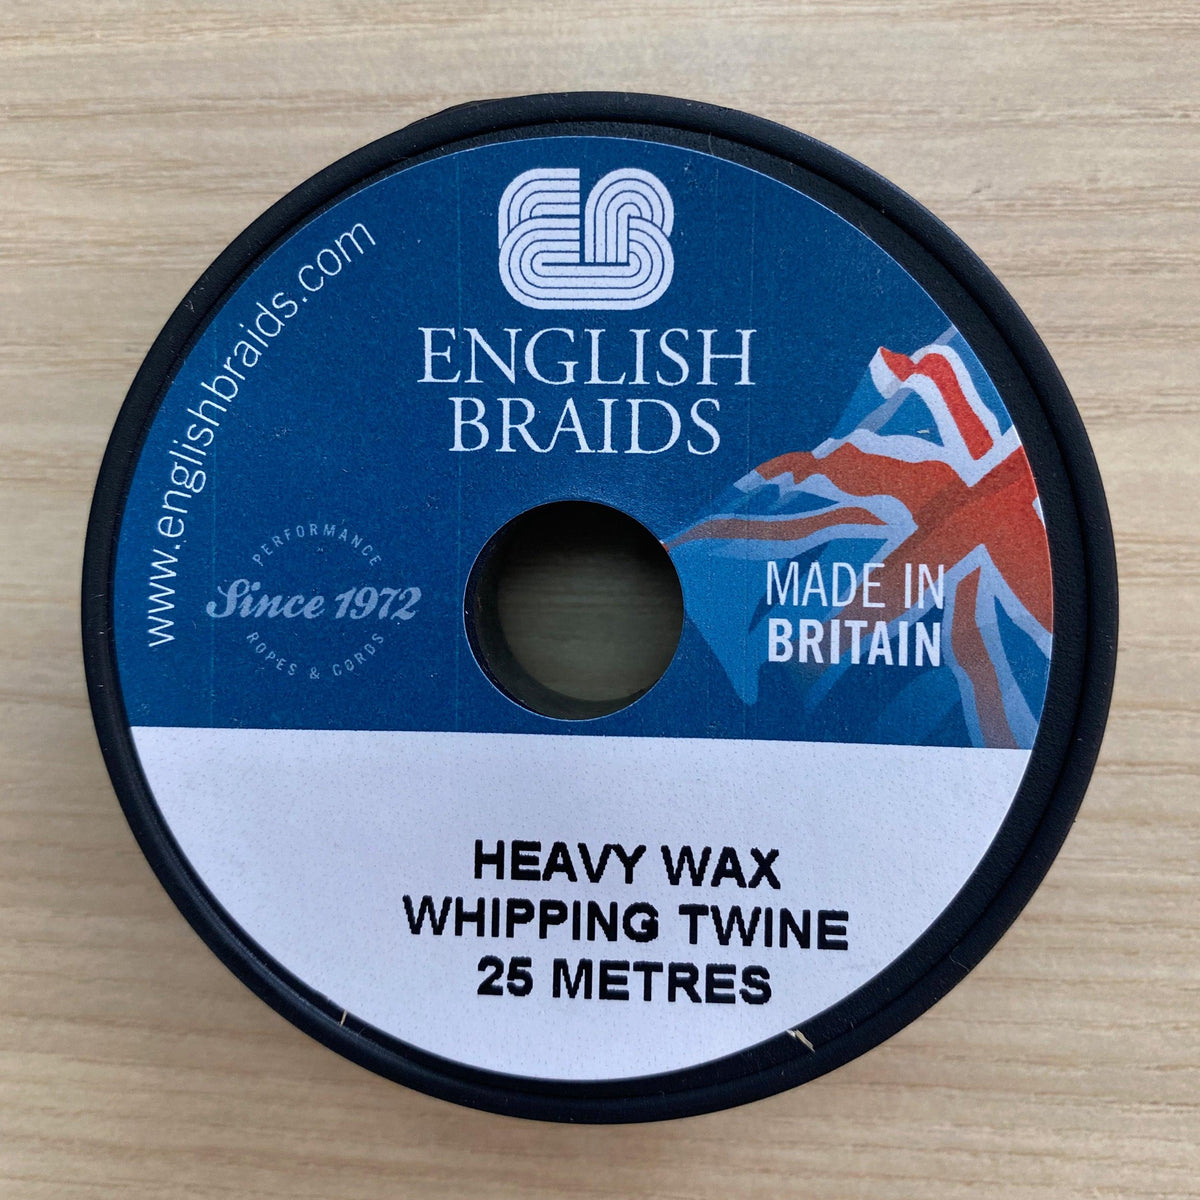 ENGLISH
BRAIDS
www.englishbraids.com
PERFORMANCE
Since 1972
ROPES & CORDS
MADE IN
BRITAIN
HEAVY WAX
WHIPPING TWINE
25 METRES